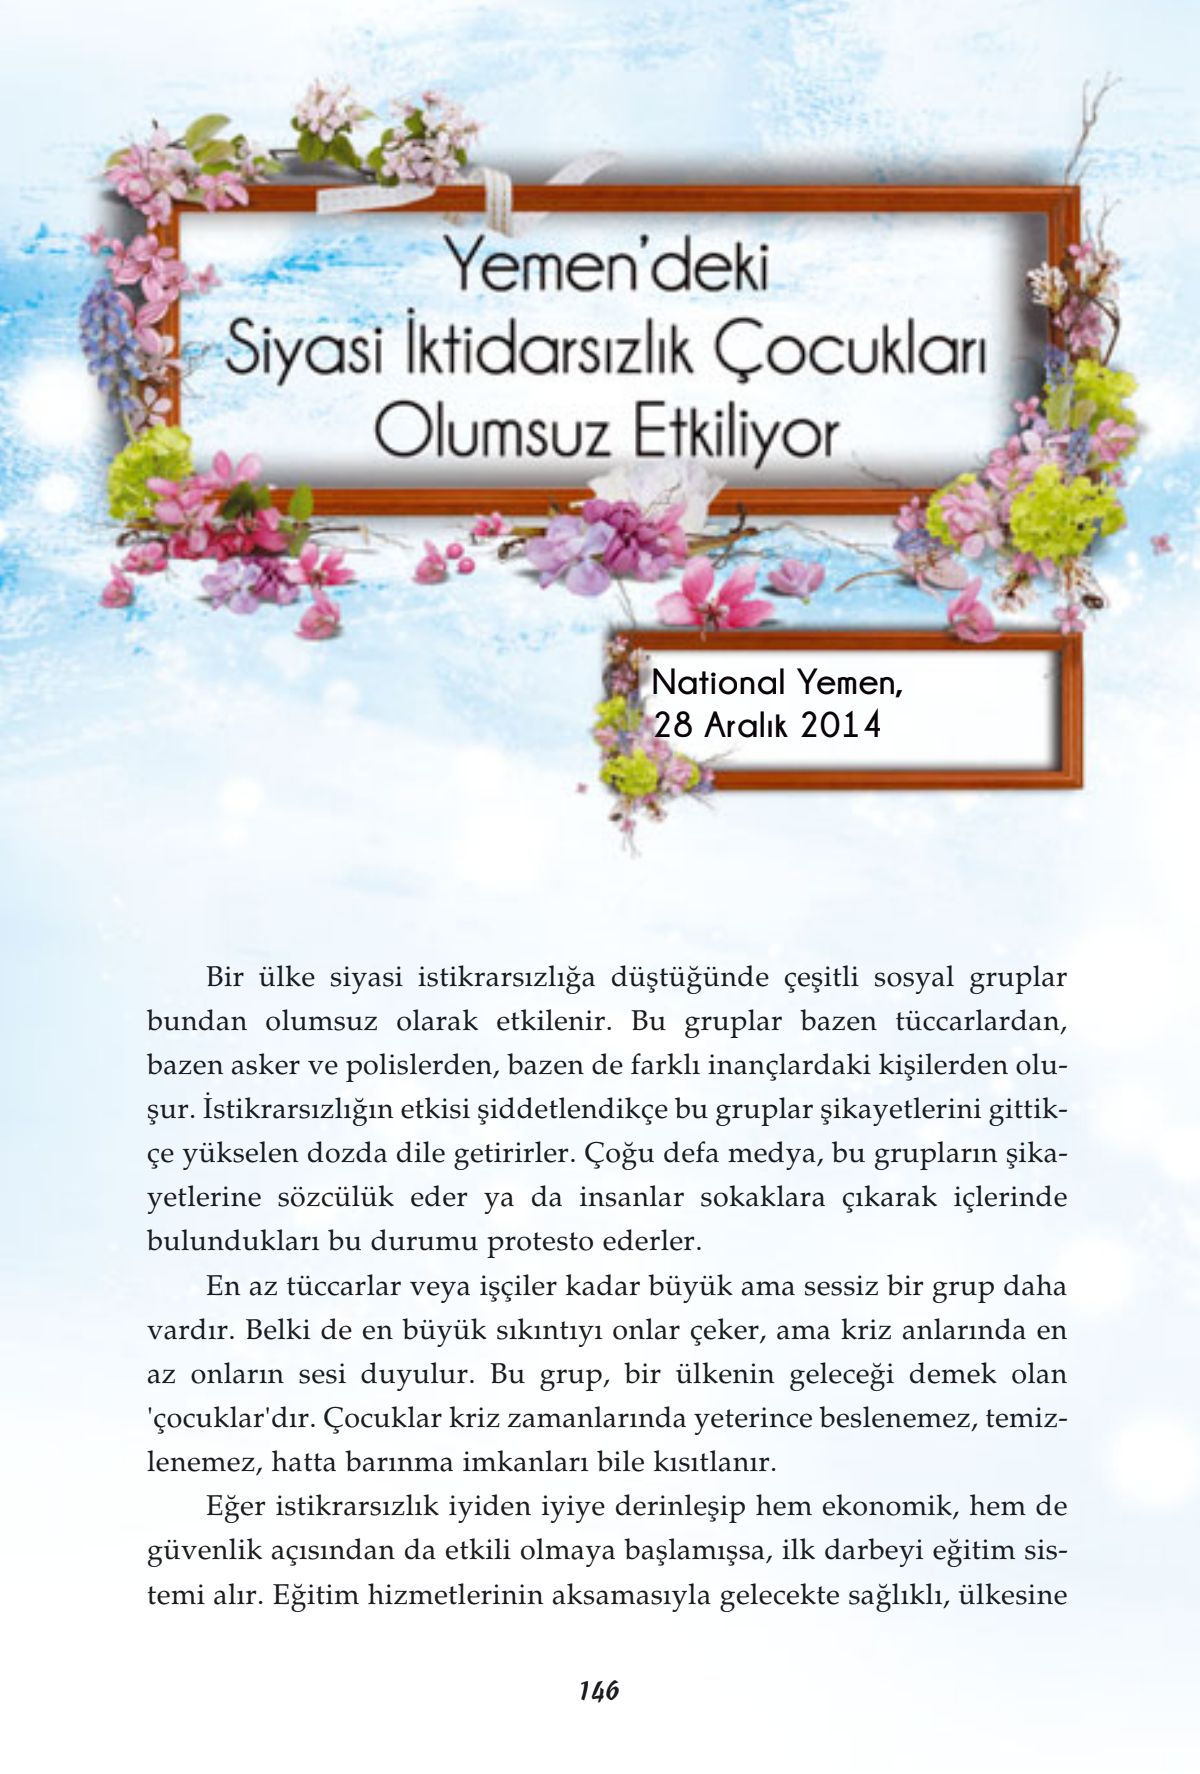 Yemen'deki
Siyasi İktidarsızlık Çocukları
Olumsuz Etkiliyor
National Yemen,
28 Aralık 2014
Bir ülke siyasi istikrarsızlığa düştüğünde çeşitli sosyal gruplar
bundan olumsuz olarak etkilenir. Bu gruplar bazen tüccarlardan,
bazen asker ve polislerden, bazen de farklı inançlardaki kişilerden olu-
şur. İstikrarsızlığın etkisi şiddetlendikçe bu gruplar şikayetlerini gittik-
çe yükselen dozda dile getirirler. Çoğu defa medya, bu grupların şika-
yetlerine sözcülük eder ya da insanlar sokaklara çıkarak içlerinde
bulundukları bu durumu protesto ederler.
En az tüccarlar veya işçiler kadar büyük ama sessiz bir grup daha
vardır. Belki de en büyük sıkıntıyı onlar çeker, ama kriz anlarında en
az onların sesi duyulur. Bu grup, bir ülkenin geleceği demek olan
'çocuklar'dır. Çocuklar kriz zamanlarında yeterince beslenemez, temiz-
lenemez, hatta barınma imkanları bile kısıtlanır.
Eğer istikrarsızlık iyiden iyiye derinleşip hem ekonomik, hem de
güvenlik açısından da etkili olmaya başlamışsa, ilk darbeyi eğitim sis-
temi alır. Eğitim hizmetlerinin aksamasıyla gelecekte sağlıklı, ülkesine
146